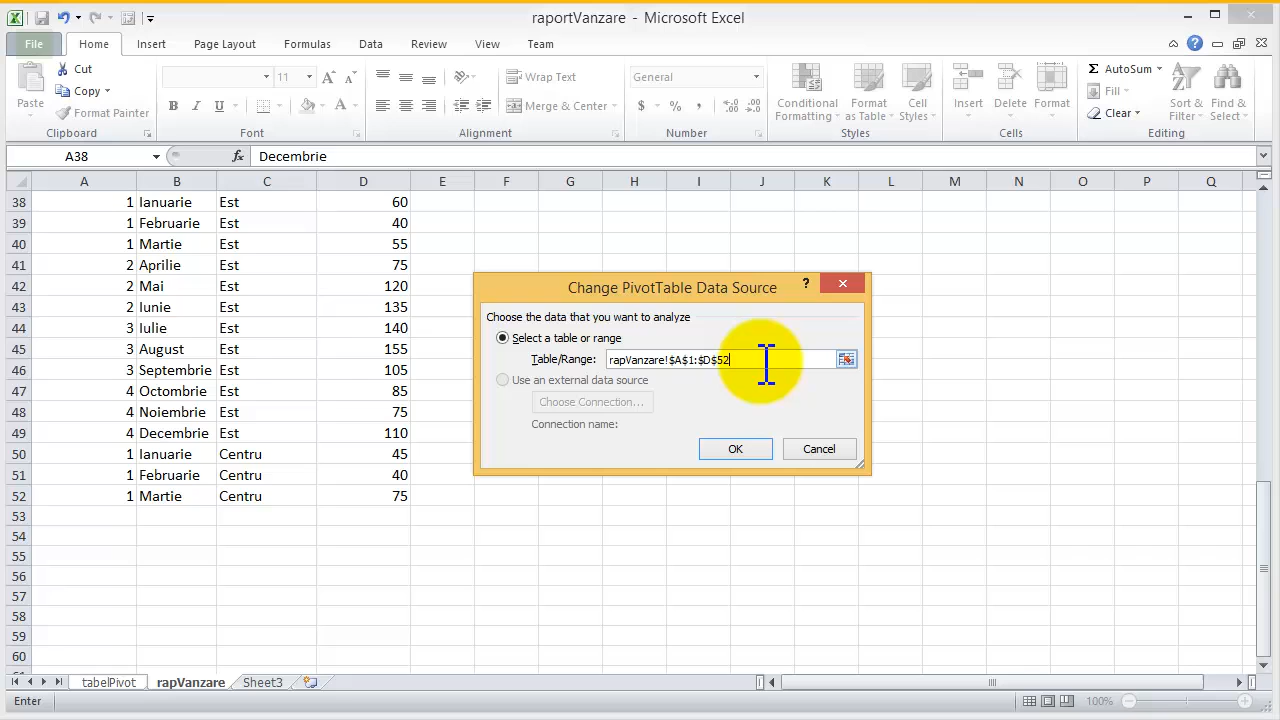 raportVanzare - Microsoft Excel
File Home Insert Page Layout Formulas Data Review View Team
Paste Cut Copy Format Painter
11
Wrap Text Merge & Center
General
$ % ,
Conditional Formatting Format as Table Cell Styles
Insert Delete Format
Σ AutoSum Fill Clear Sort & Filter Find & Select
B I U A
Clipboard Font Alignment Number Styles Cells Editing
A38 fx Decembrie
A B C D E F G H I J K L M N O P Q
38 1 Ianuarie Est 60
39 1 Februarie Est 40
40 1 Martie Est 55
41 2 Aprilie Est 75
42 2 Mai Est 120
43 2 Iunie Est 135
44 3 Iulie Est 140
45 3 August Est 155
46 3 Septembrie Est 105
47 4 Octombrie Est 85
48 4 Noiembrie Est 75
49 4 Decembrie Est 110
50 1 Ianuarie Centru 45
51 1 Februarie Centru 40
52 1 Martie Centru 75
53
54
55
56
57
58
59
60
Change PivotTable Data Source ?
Choose the data that you want to analyze
Select a table or range
Table/Range: rapVanzare!$A$1:$D$52
Use an external data source
Choose Connection...
Connection name:
OK Cancel
tabelPivot rapVanzare Sheet3
Enter 100%